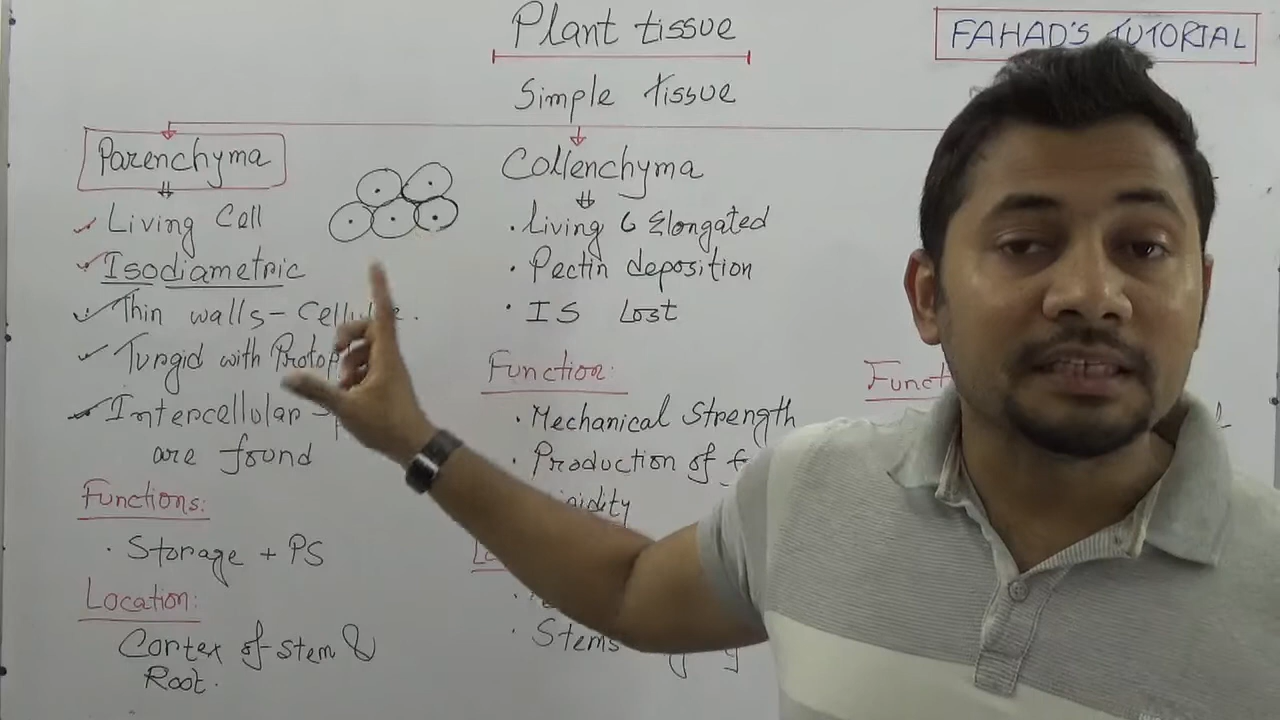 Plant tissue
FAHAD'S TUTORIAL
Simple tissue
Parenchyma
Living Cell
Isodiametric
Thin walls-
Turgid with
Intercellular
are found
Functions:
Storage + PS
Location:
Cortex of stem &
Root.
Collenchyma
Living & Elongated
Pectin deposition
IS Lost
Function:
Mechanical Strength
Production of
Stems